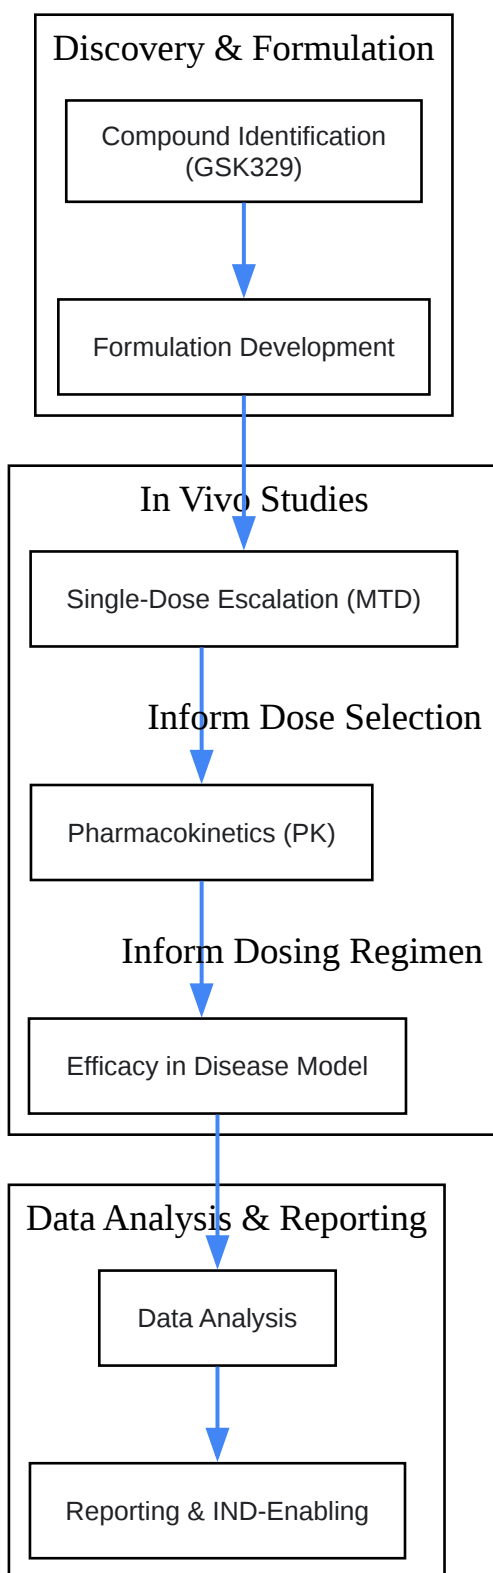 Discovery & Formulation
Compound Identification
(GSK329)
Formulation Development
In Vivo Studies
Single-Dose Escalation (MTD)
Inform Dose Selection
Pharmacokinetics (PK)
Inform Dosing Regimen
Efficacy in Disease Model
Data Analysis & Reporting
Data Analysis
Reporting & IND-Enabling